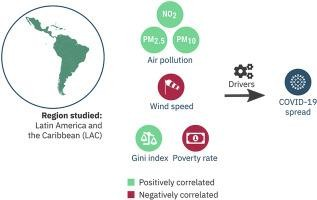 NO2
PM2.5
PM10
Air pollution
Wind speed
Drivers
COVID-19
spread
Region studied:
Latin America and
the Caribbean (LAC)
Gini index
Poverty rate
Positively correlated
Negatively correlated